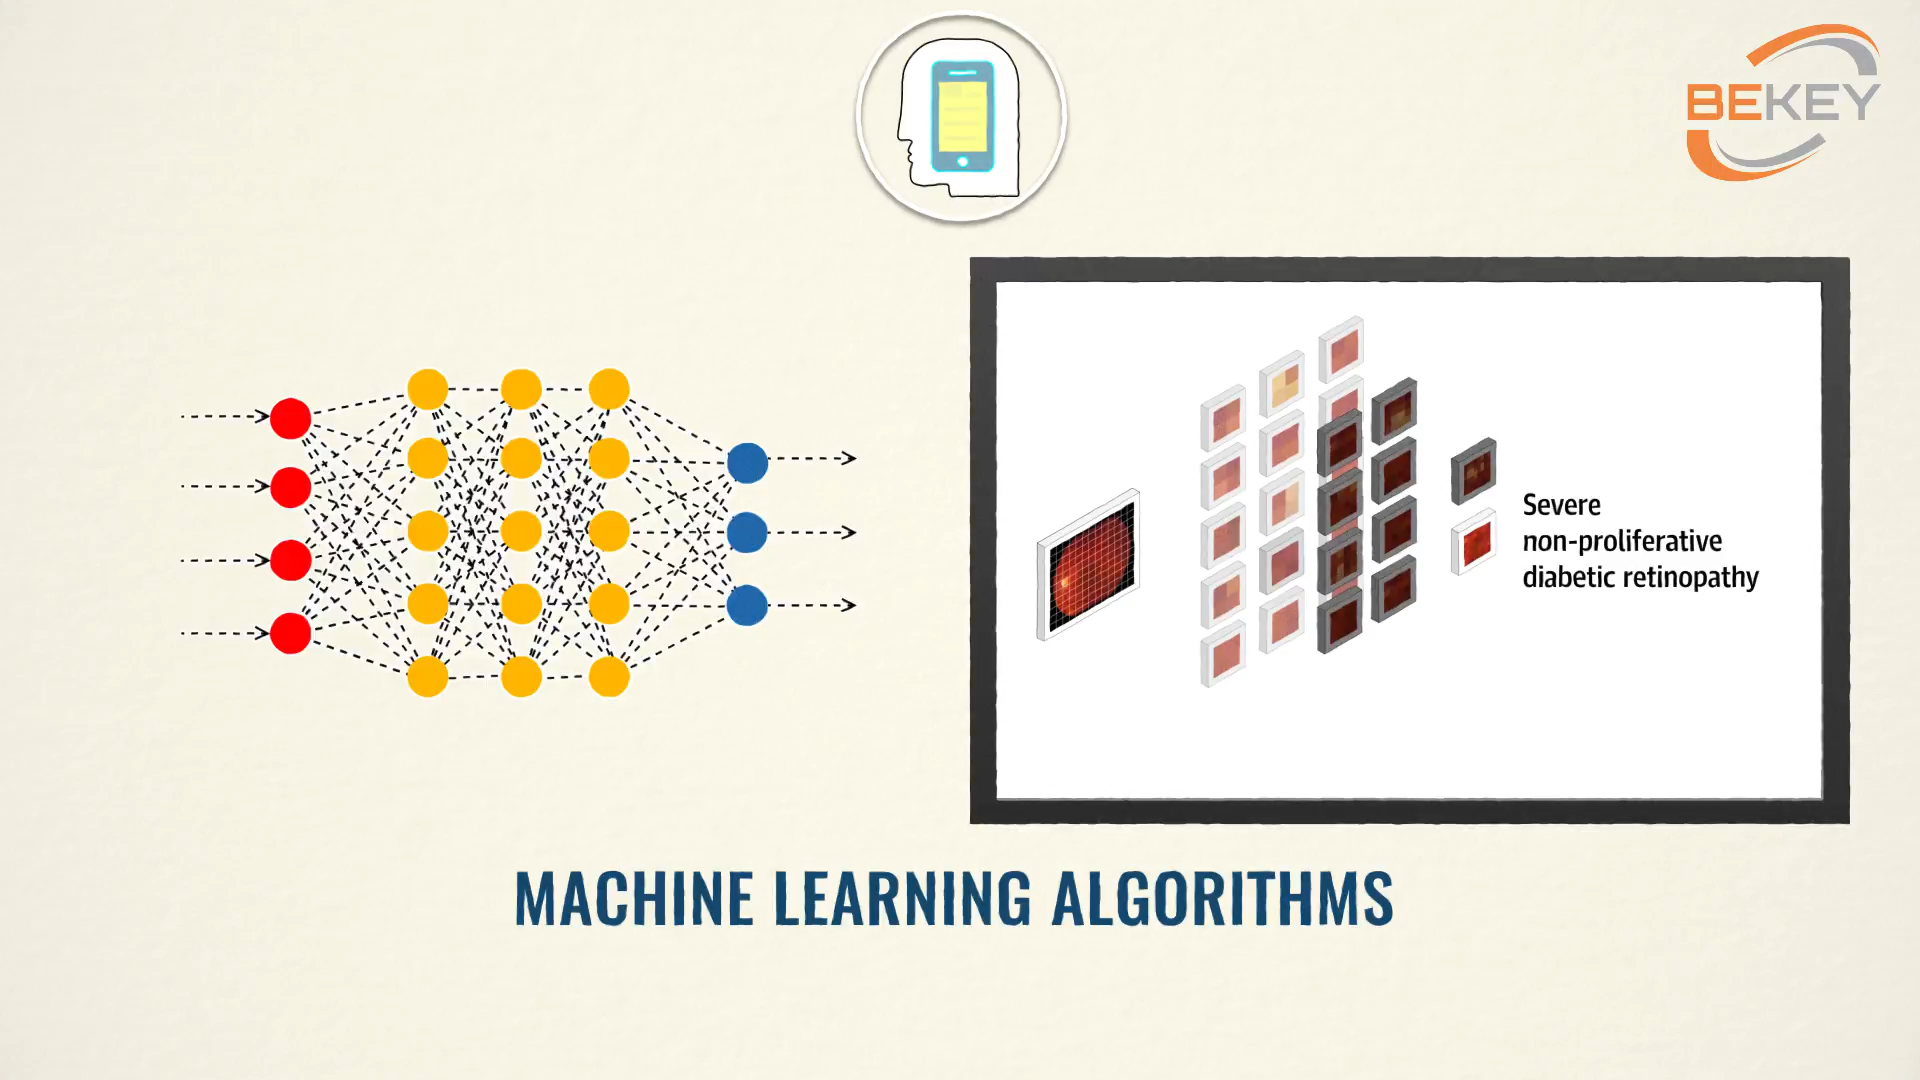 BEKEY
Severe
non-proliferative
diabetic retinopathy
MACHINE LEARNING ALGORITHMS